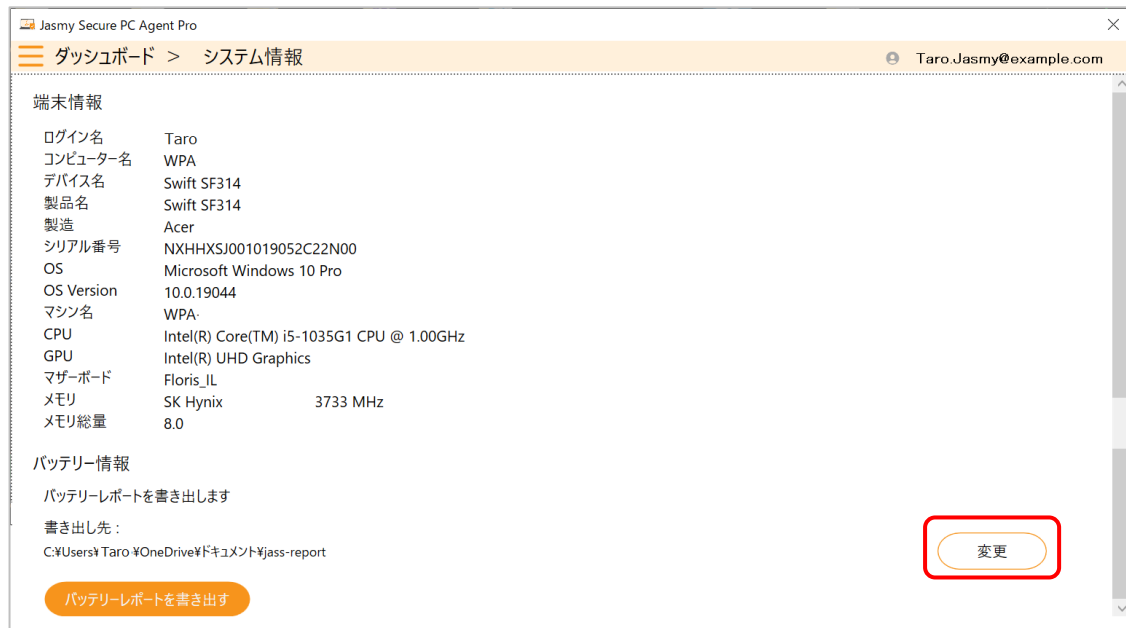 Jasmy Secure PC Agent Pro
ダッシュボード > システム情報 Taro.Jasmy@example.com
端末情報
ログイン名 Taro
コンピューター名 WPA
デバイス名 Swift SF314
製品名 Swift SF314
製造 Acer
シリアル番号 NXHHXSJ001019052C22N00
OS Microsoft Windows 10 Pro
OS Version 10.0.19044
マシン名 WPA-
CPU Intel(R) Core(TM) i5-1035G1 CPU @ 1.00GHz
GPU Intel(R) UHD Graphics
マザーボード Floris_IL
メモリ SK Hynix 3733 MHz
メモリ総量 8.0
バッテリー情報
バッテリーレポートを書き出します
書き出し先 :
C:¥Users¥ Taro ¥OneDrive¥ドキュメント¥jass-report
変更
バッテリーレポートを書き出す